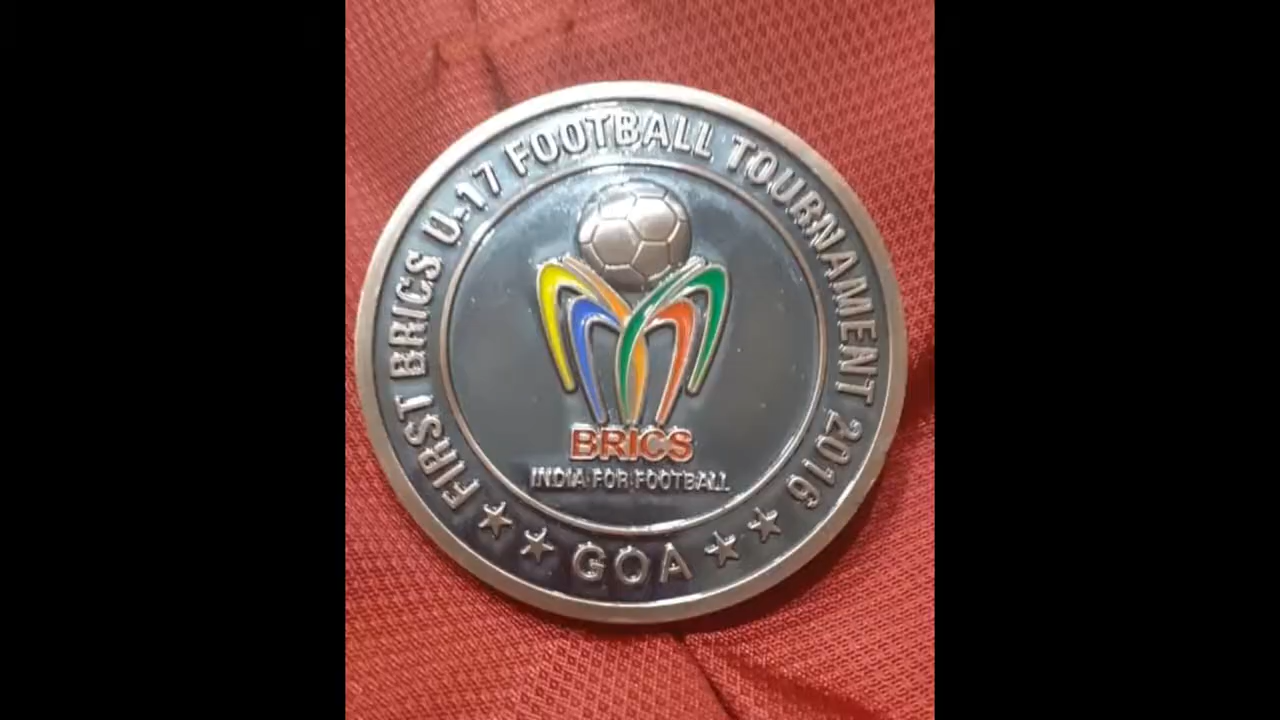 FIRST BRICS U-17 FOOTBALL TOURNAMENT 2016
BRICS
INDIA FOR FOOTBALL
GOA